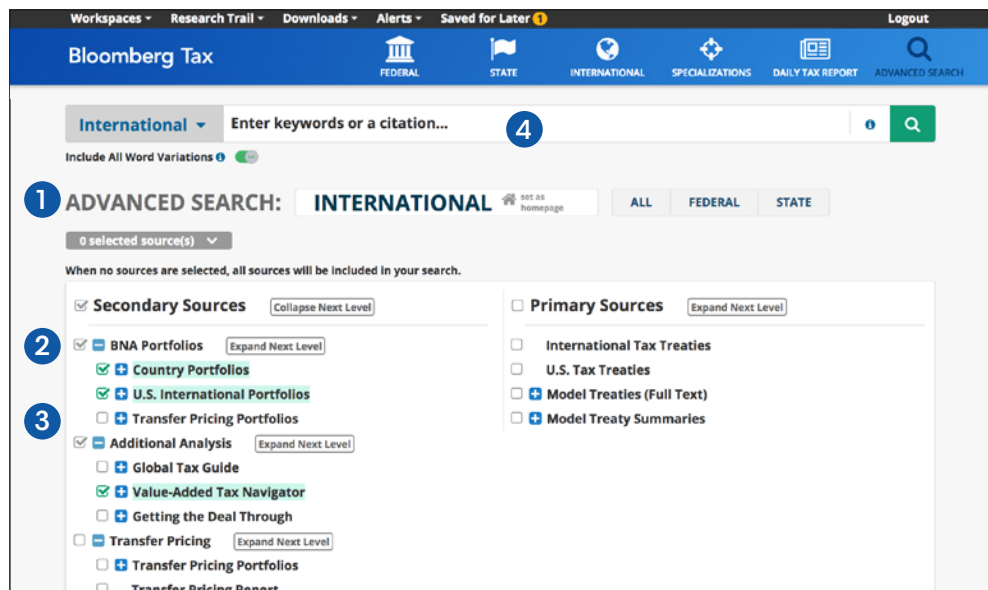 Workspaces Research Trail Downloads Alerts Saved for Later 1 Logout
Bloomberg Tax
FEDERAL STATE INTERNATIONAL SPECIALIZATIONS DAILY TAX REPORT ADVANCED SEARCH
International Enter keywords or a citation... 4
Include All Word Variations
1 ADVANCED SEARCH: INTERNATIONAL set as homepage ALL FEDERAL STATE
0 selected source(s)
When no sources are selected, all sources will be included in your search.
Secondary Sources Collapse Next Level
2 BNA Portfolios Expand Next Level
Country Portfolios
U.S. International Portfolios
3 Transfer Pricing Portfolios
Additional Analysis Expand Next Level
Global Tax Guide
Value-Added Tax Navigator
Getting the Deal Through
Transfer Pricing Expand Next Level
Transfer Pricing Portfolios
Transfer Pricing Report
Primary Sources Expand Next Level
International Tax Treaties
U.S. Tax Treaties
Model Treaties (Full Text)
Model Treaty Summaries